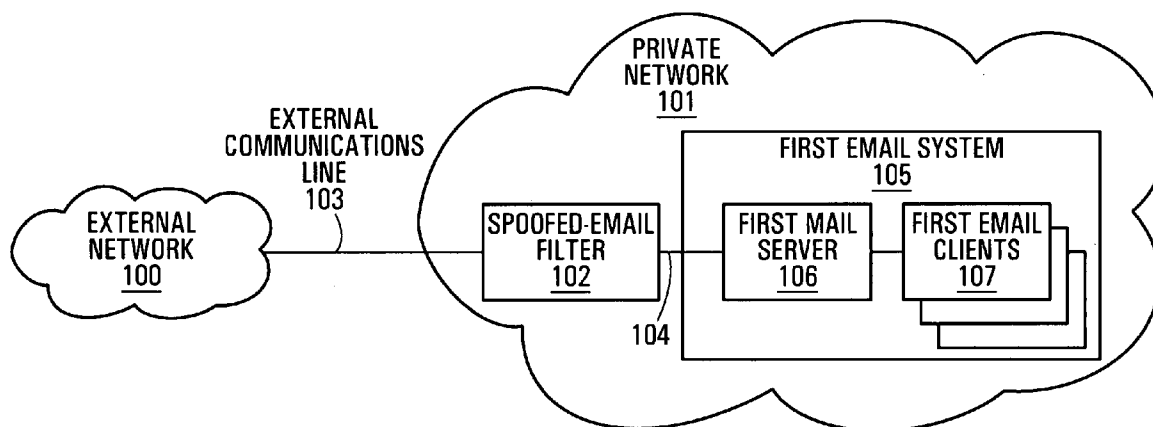 PRIVATE
NETWORK
101
EXTERNAL
COMMUNICATIONS
LINE
103
FIRST EMAIL SYSTEM
105
EXTERNAL
NETWORK
100
SPOOFED-EMAIL
FILTER
102
FIRST MAIL
SERVER
106
FIRST EMAIL
CLIENTS
107
104